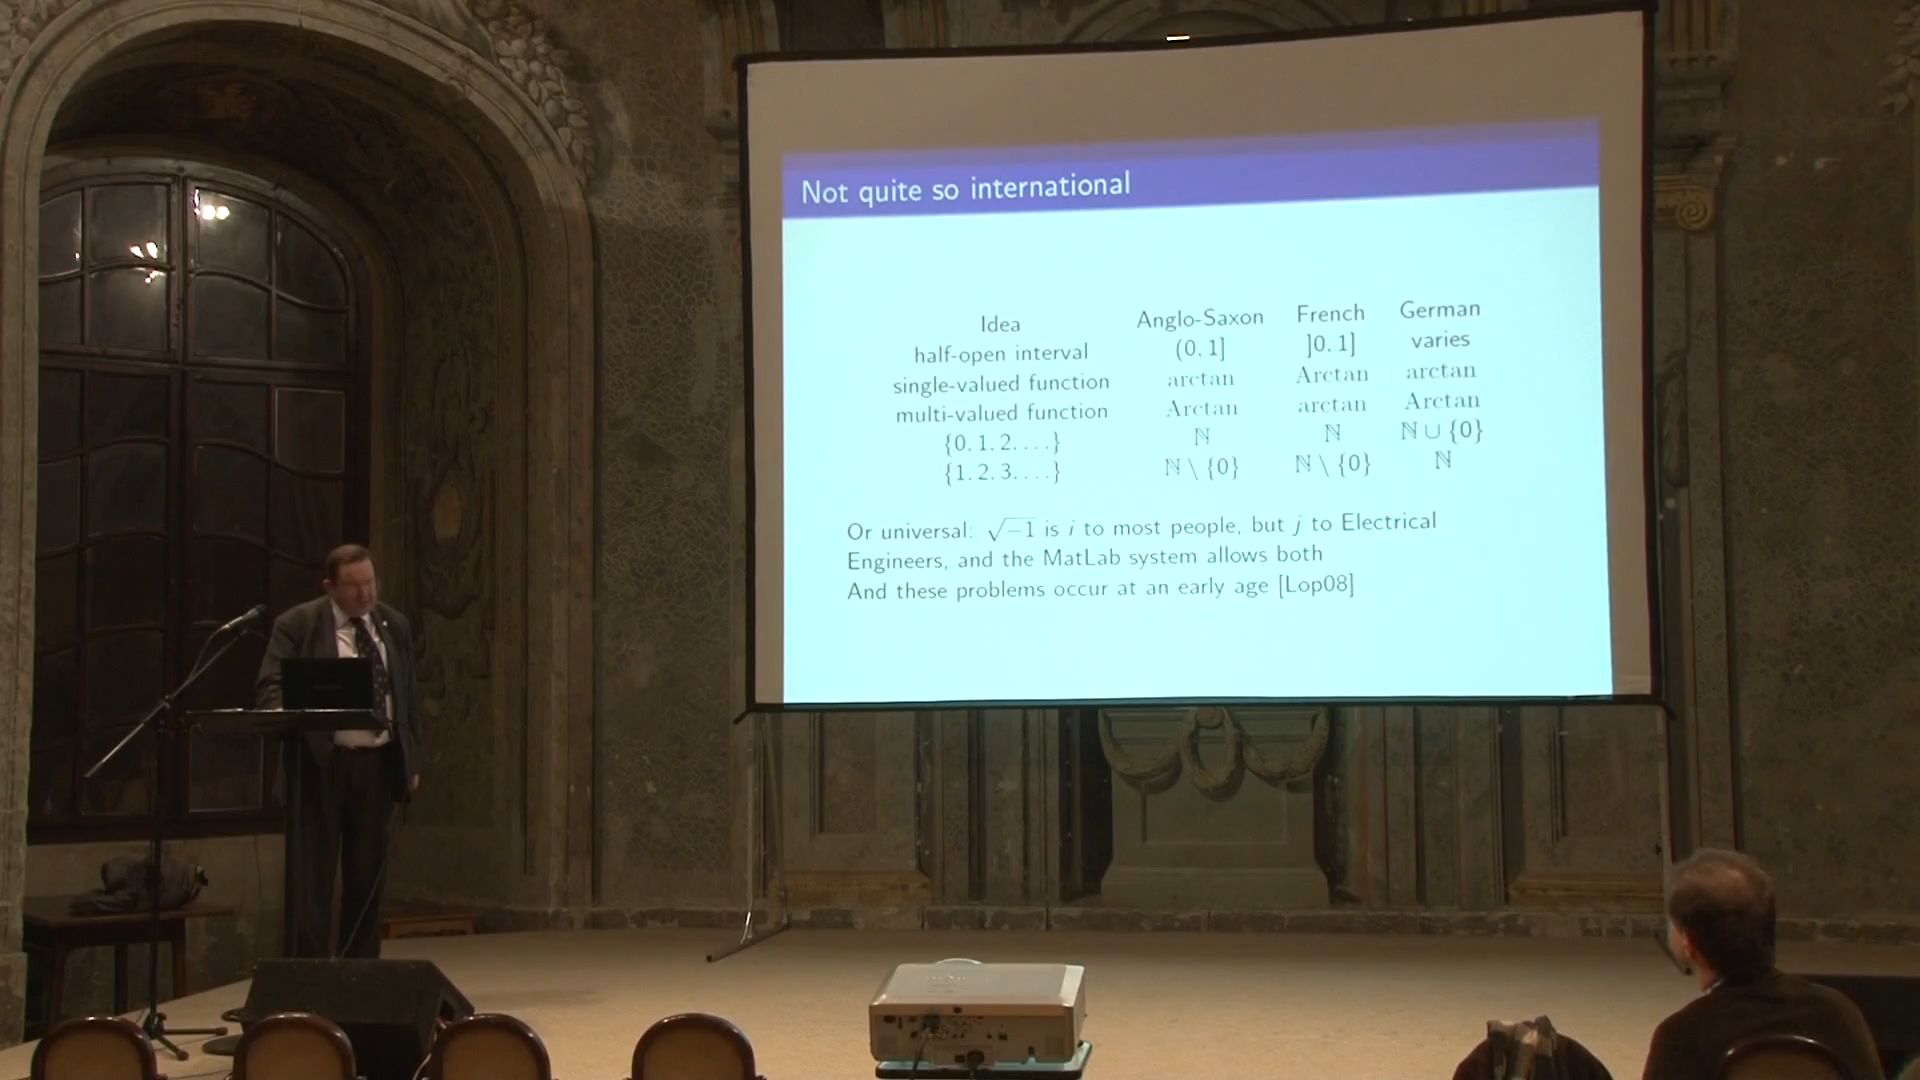 Not quite so international
Idea Anglo-Saxon French German
half-open interval (0, 1] ]0, 1] varies
single-valued function arctan Arctan arctan
multi-valued function Arctan arctan Arctan
{0, 1, 2, . . .} ℕ ℕ ℕ ∪ {0}
{1, 2, 3, . . .} ℕ \ {0} ℕ \ {0} ℕ
Or universal: √−1 is i to most people, but j to Electrical
Engineers, and the MatLab system allows both
And these problems occur at an early age [Lop08]